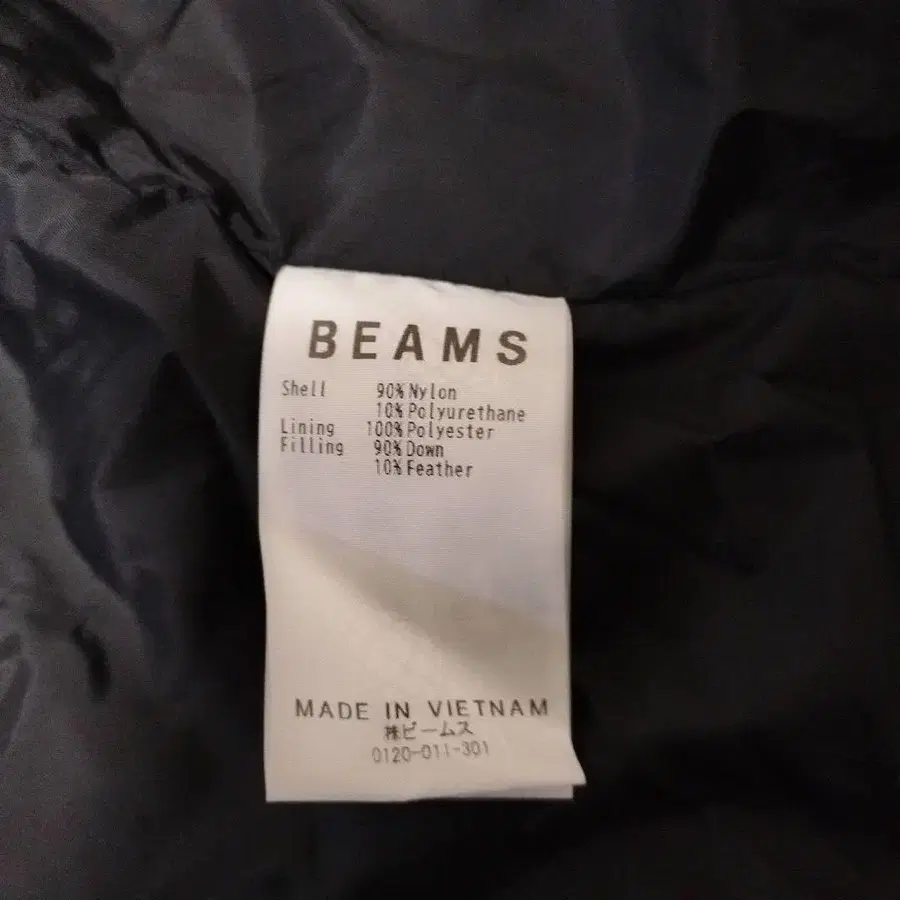 BEAMS
Shell 90% Nylon
10% Polyurethane
Lining 100% Polyester
Filling 90% Down
10% Feather
MADE IN VIETNAM
㈱ビームス
0120-011-301